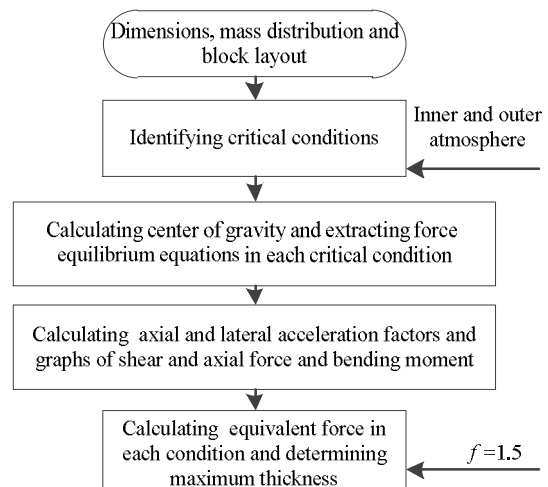 Dimensions, mass distribution and
block layout
Identifying critical conditions
Inner and outer
atmosphere
Calculating center of gravity and extracting force
equilibrium equations in each critical condition
Calculating axial and lateral acceleration factors and
graphs of shear and axial force and bending moment
Calculating equivalent force in
each condition and determining
maximum thickness
f=1.5